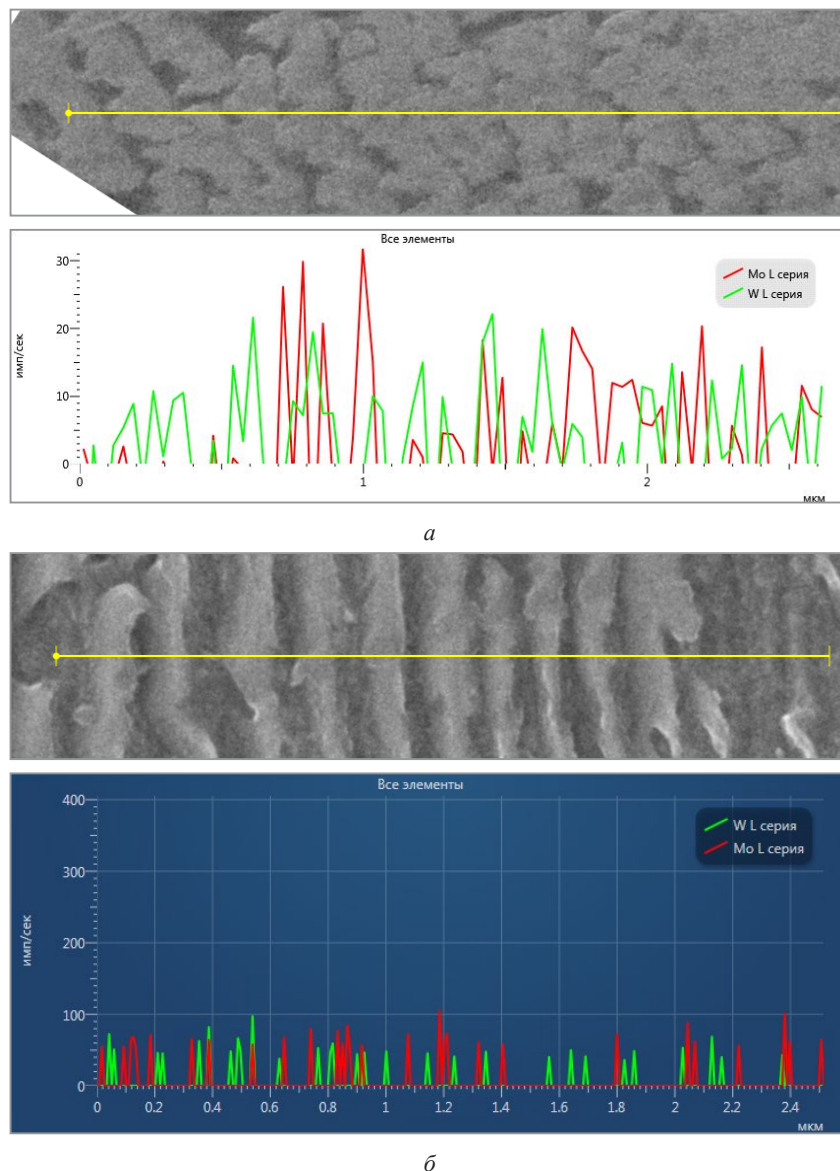 Все элементы
имп/сек
30
20
10
0
Mo L серия
W L серия
0 1 2
мкм
а
Все элементы
имп/сек
400
300
200
100
0
W L серия
Mo L серия
0 0.2 0.4 0.6 0.8 1 1.2 1.4 1.6 1.8 2 2.2 2.4
мкм
б